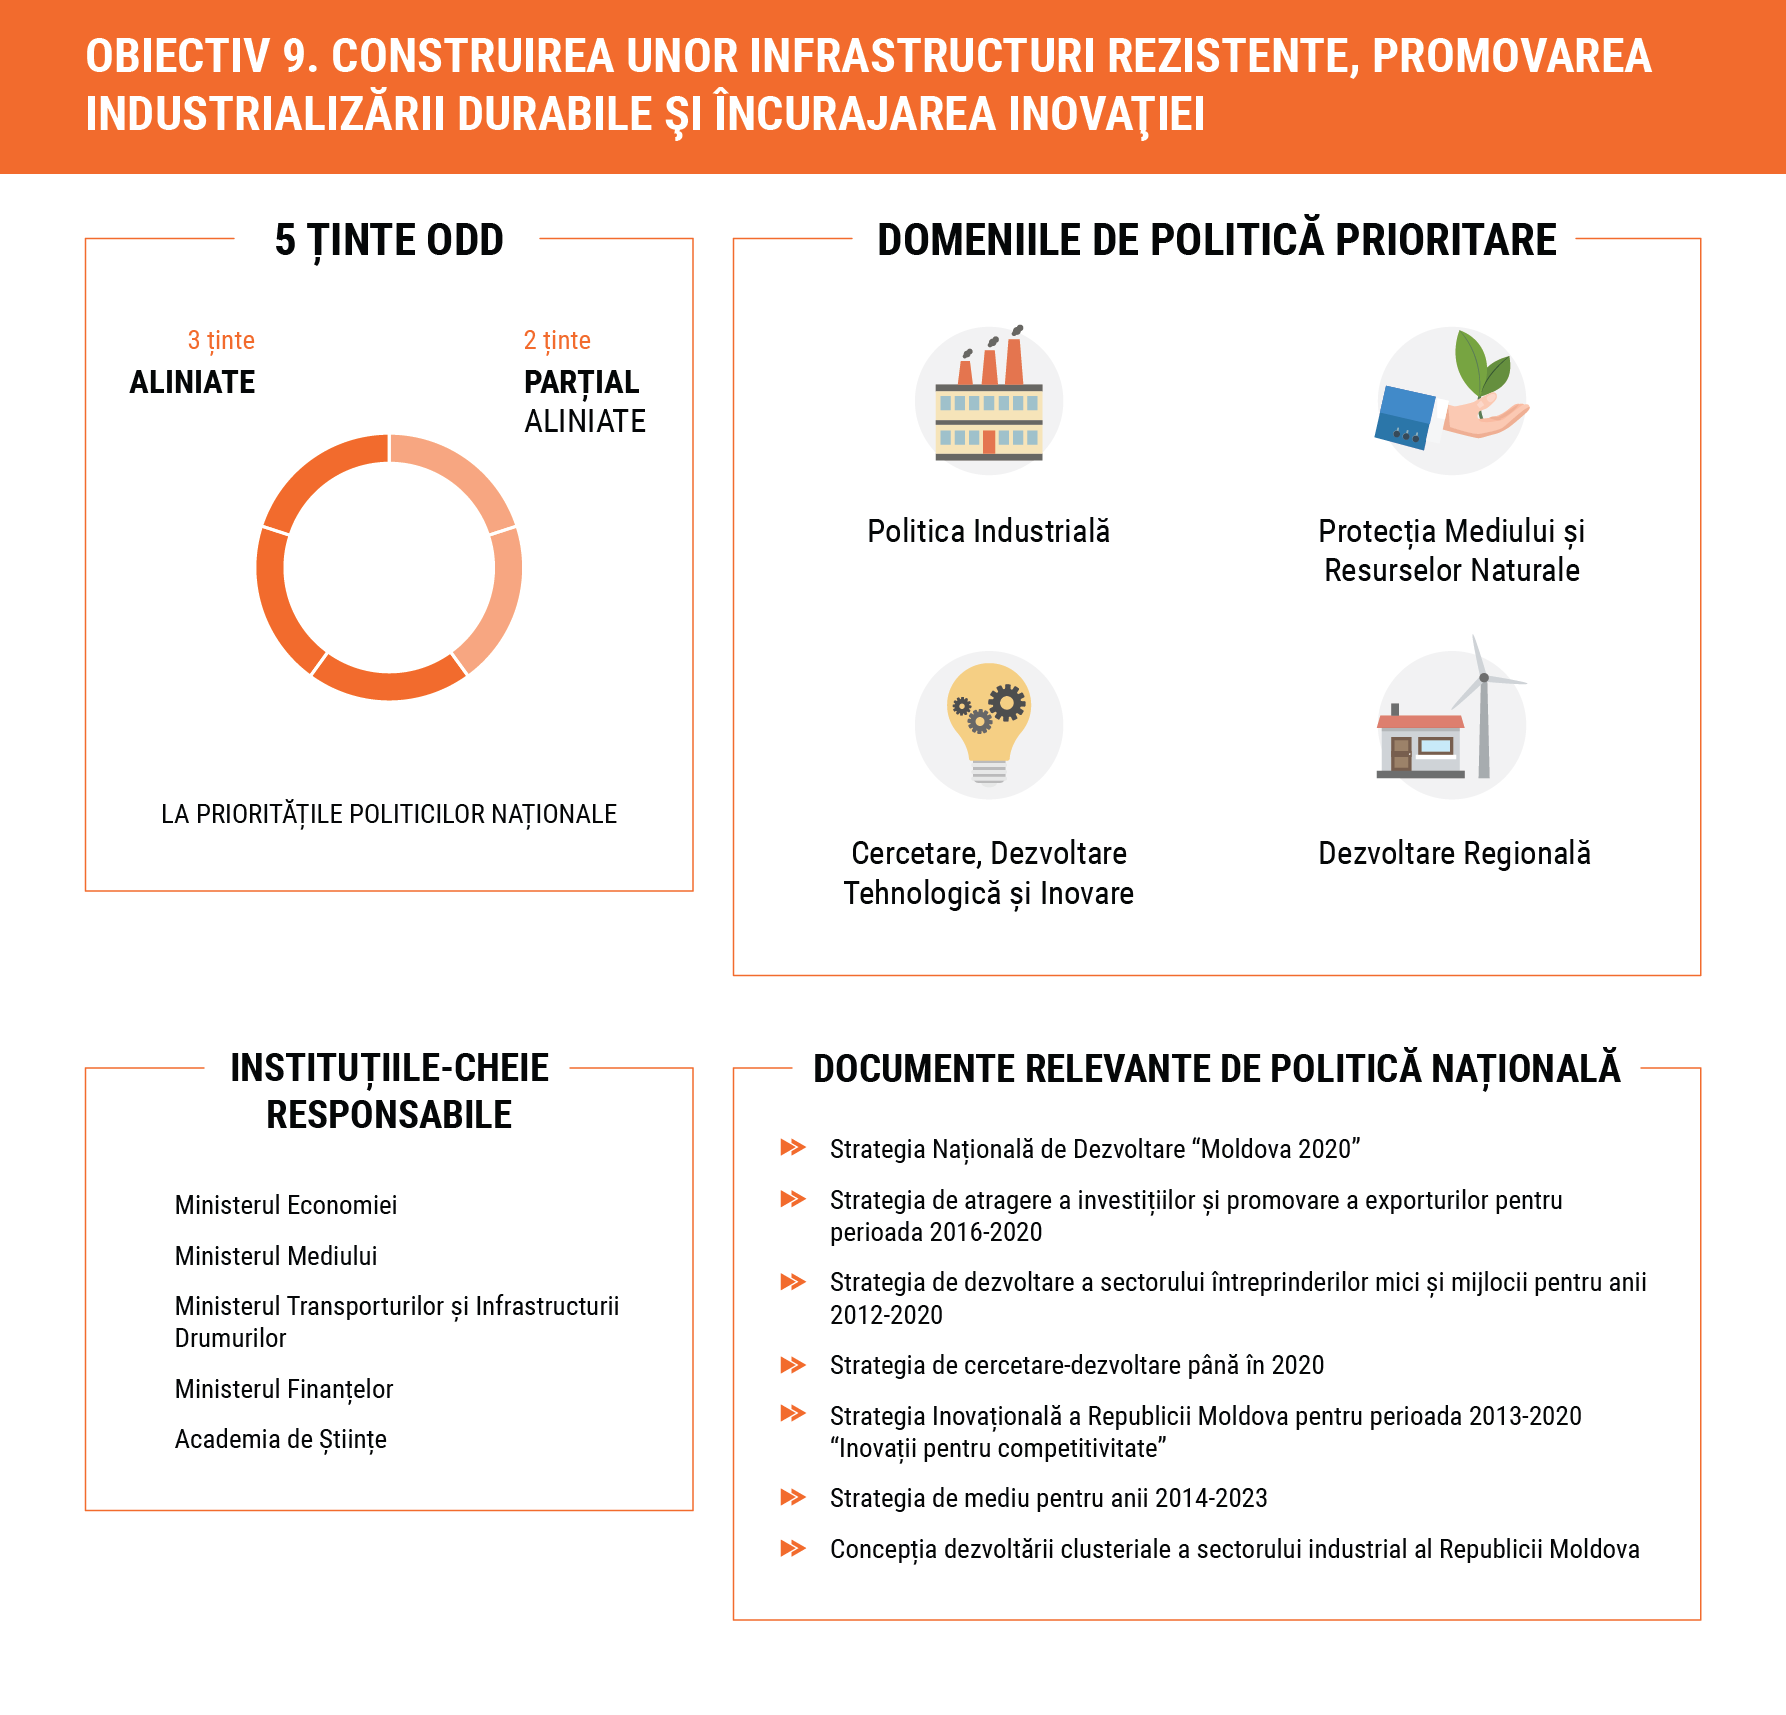 OBIECTIV 9. CONSTRUIREA UNOR INFRASTRUCTURI REZISTENTE, PROMOVAREA
INDUSTRIALIZĂRII DURABILE ŞI ÎNCURAJAREA INOVAŢIEI
5 ȚINTE ODD
3 ținte
ALINIATE
2 ținte
PARȚIAL
ALINIATE
LA PRIORITĂȚILE POLITICILOR NAȚIONALE
DOMENIILE DE POLITICĂ PRIORITARE
Politica Industrială
Protecția Mediului și
Resurselor Naturale
Cercetare, Dezvoltare
Tehnologică și Inovare
Dezvoltare Regională
INSTITUȚIILE-CHEIE
RESPONSABILE
Ministerul Economiei
Ministerul Mediului
Ministerul Transporturilor și Infrastructurii
Drumurilor
Ministerul Finanțelor
Academia de Științe
DOCUMENTE RELEVANTE DE POLITICĂ NAȚIONALĂ
Strategia Națională de Dezvoltare “Moldova 2020”
Strategia de atragere a investițiilor și promovare a exporturilor pentru
perioada 2016-2020
Strategia de dezvoltare a sectorului întreprinderilor mici și mijlocii pentru anii
2012-2020
Strategia de cercetare-dezvoltare până în 2020
Strategia Inovațională a Republicii Moldova pentru perioada 2013-2020
“Inovații pentru competitivitate”
Strategia de mediu pentru anii 2014-2023
Concepția dezvoltării clusteriale a sectorului industrial al Republicii Moldova